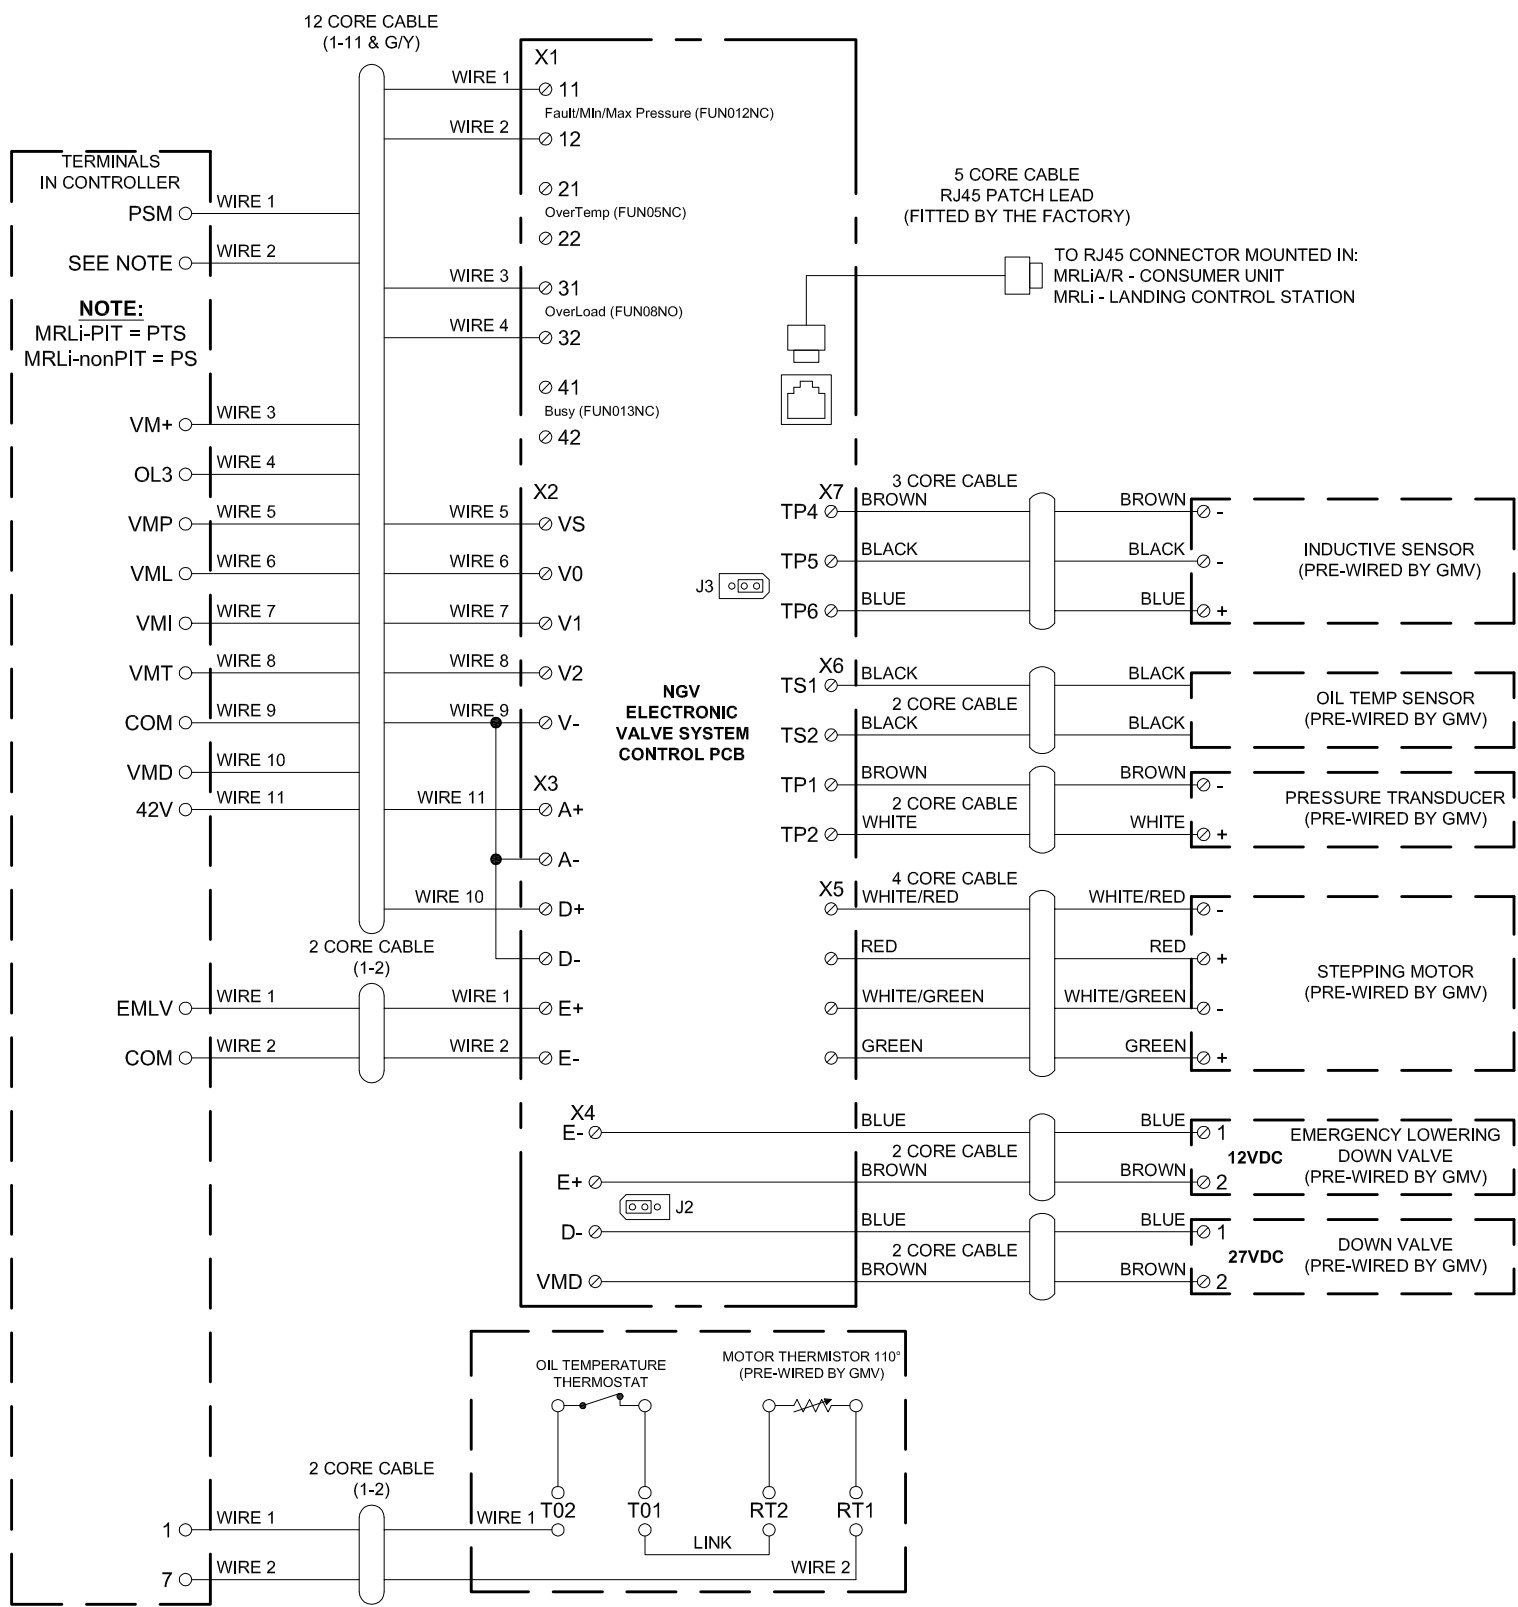 12 CORE CABLE
(1-11 & G/Y)
TERMINALS
IN CONTROLLER
PSM
WIRE 1
SEE NOTE
WIRE 2
NOTE:
MRLi-PIT = PTS
MRLi-nonPIT = PS
VM+
WIRE 3
OL3
WIRE 4
VMP
WIRE 5
VML
WIRE 6
VMI
WIRE 7
VMT
WIRE 8
COM
WIRE 9
VMD
WIRE 10
42V
WIRE 11
2 CORE CABLE
(1-2)
EMLV
WIRE 1
COM
WIRE 2
2 CORE CABLE
(1-2)
1
WIRE 1
7
WIRE 2
X1
WIRE 1
11
Fault/MIn/Max Pressure (FUN012NC)
WIRE 2
12
21
OverTemp (FUN05NC)
22
WIRE 3
31
OverLoad (FUN08NO)
WIRE 4
32
41
Busy (FUN013NC)
42
X2
WIRE 5
VS
WIRE 6
V0
WIRE 7
V1
WIRE 8
V2
WIRE 9
V-
X3
WIRE 11
A+
A-
WIRE 10
D+
D-
WIRE 1
E+
WIRE 2
E-
X4
E-
E+
J2
D-
VMD
J3
NGV
ELECTRONIC
VALVE SYSTEM
CONTROL PCB
5 CORE CABLE
RJ45 PATCH LEAD
(FITTED BY THE FACTORY)
TO RJ45 CONNECTOR MOUNTED IN:
MRLiA/R - CONSUMER UNIT
MRLi - LANDING CONTROL STATION
X7
3 CORE CABLE
TP4
BROWN
BROWN
-
TP5
BLACK
BLACK
-
TP6
BLUE
BLUE
+
INDUCTIVE SENSOR
(PRE-WIRED BY GMV)
X6
TS1
BLACK
BLACK
2 CORE CABLE
TS2
BLACK
BLACK
OIL TEMP SENSOR
(PRE-WIRED BY GMV)
TP1
BROWN
BROWN
-
2 CORE CABLE
TP2
WHITE
WHITE
+
PRESSURE TRANSDUCER
(PRE-WIRED BY GMV)
X5
4 CORE CABLE
WHITE/RED
WHITE/RED
-
RED
RED
+
WHITE/GREEN
WHITE/GREEN
-
GREEN
GREEN
+
STEPPING MOTOR
(PRE-WIRED BY GMV)
BLUE
BLUE
1
2 CORE CABLE
BROWN
BROWN
2
12VDC
EMERGENCY LOWERING
DOWN VALVE
(PRE-WIRED BY GMV)
BLUE
BLUE
1
2 CORE CABLE
BROWN
BROWN
2
27VDC
DOWN VALVE
(PRE-WIRED BY GMV)
OIL TEMPERATURE
THERMOSTAT
MOTOR THERMISTOR 110°
(PRE-WIRED BY GMV)
WIRE 1
T02
T01
RT2
RT1
LINK
WIRE 2